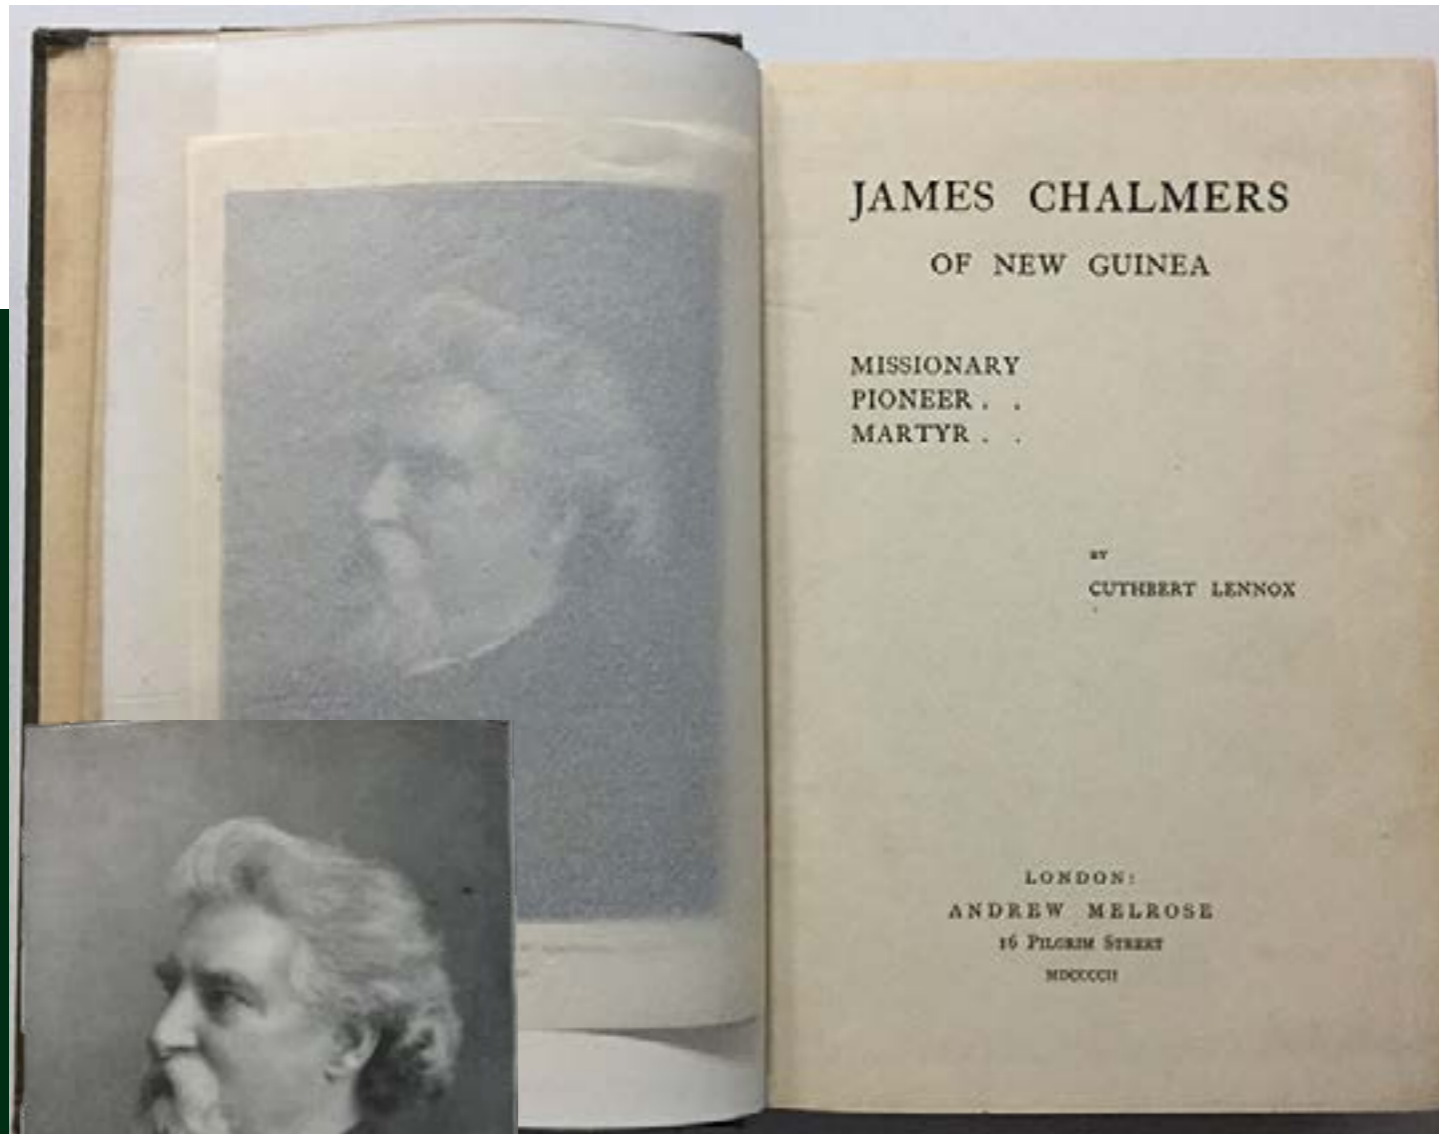 JAMES CHALMERS
OF NEW GUINEA
MISSIONARY
PIONEER . .
MARTYR . .
BY
CUTHBERT LENNOX
LONDON:
ANDREW MELROSE
16 PILGRIM STREET
MDCCCCII